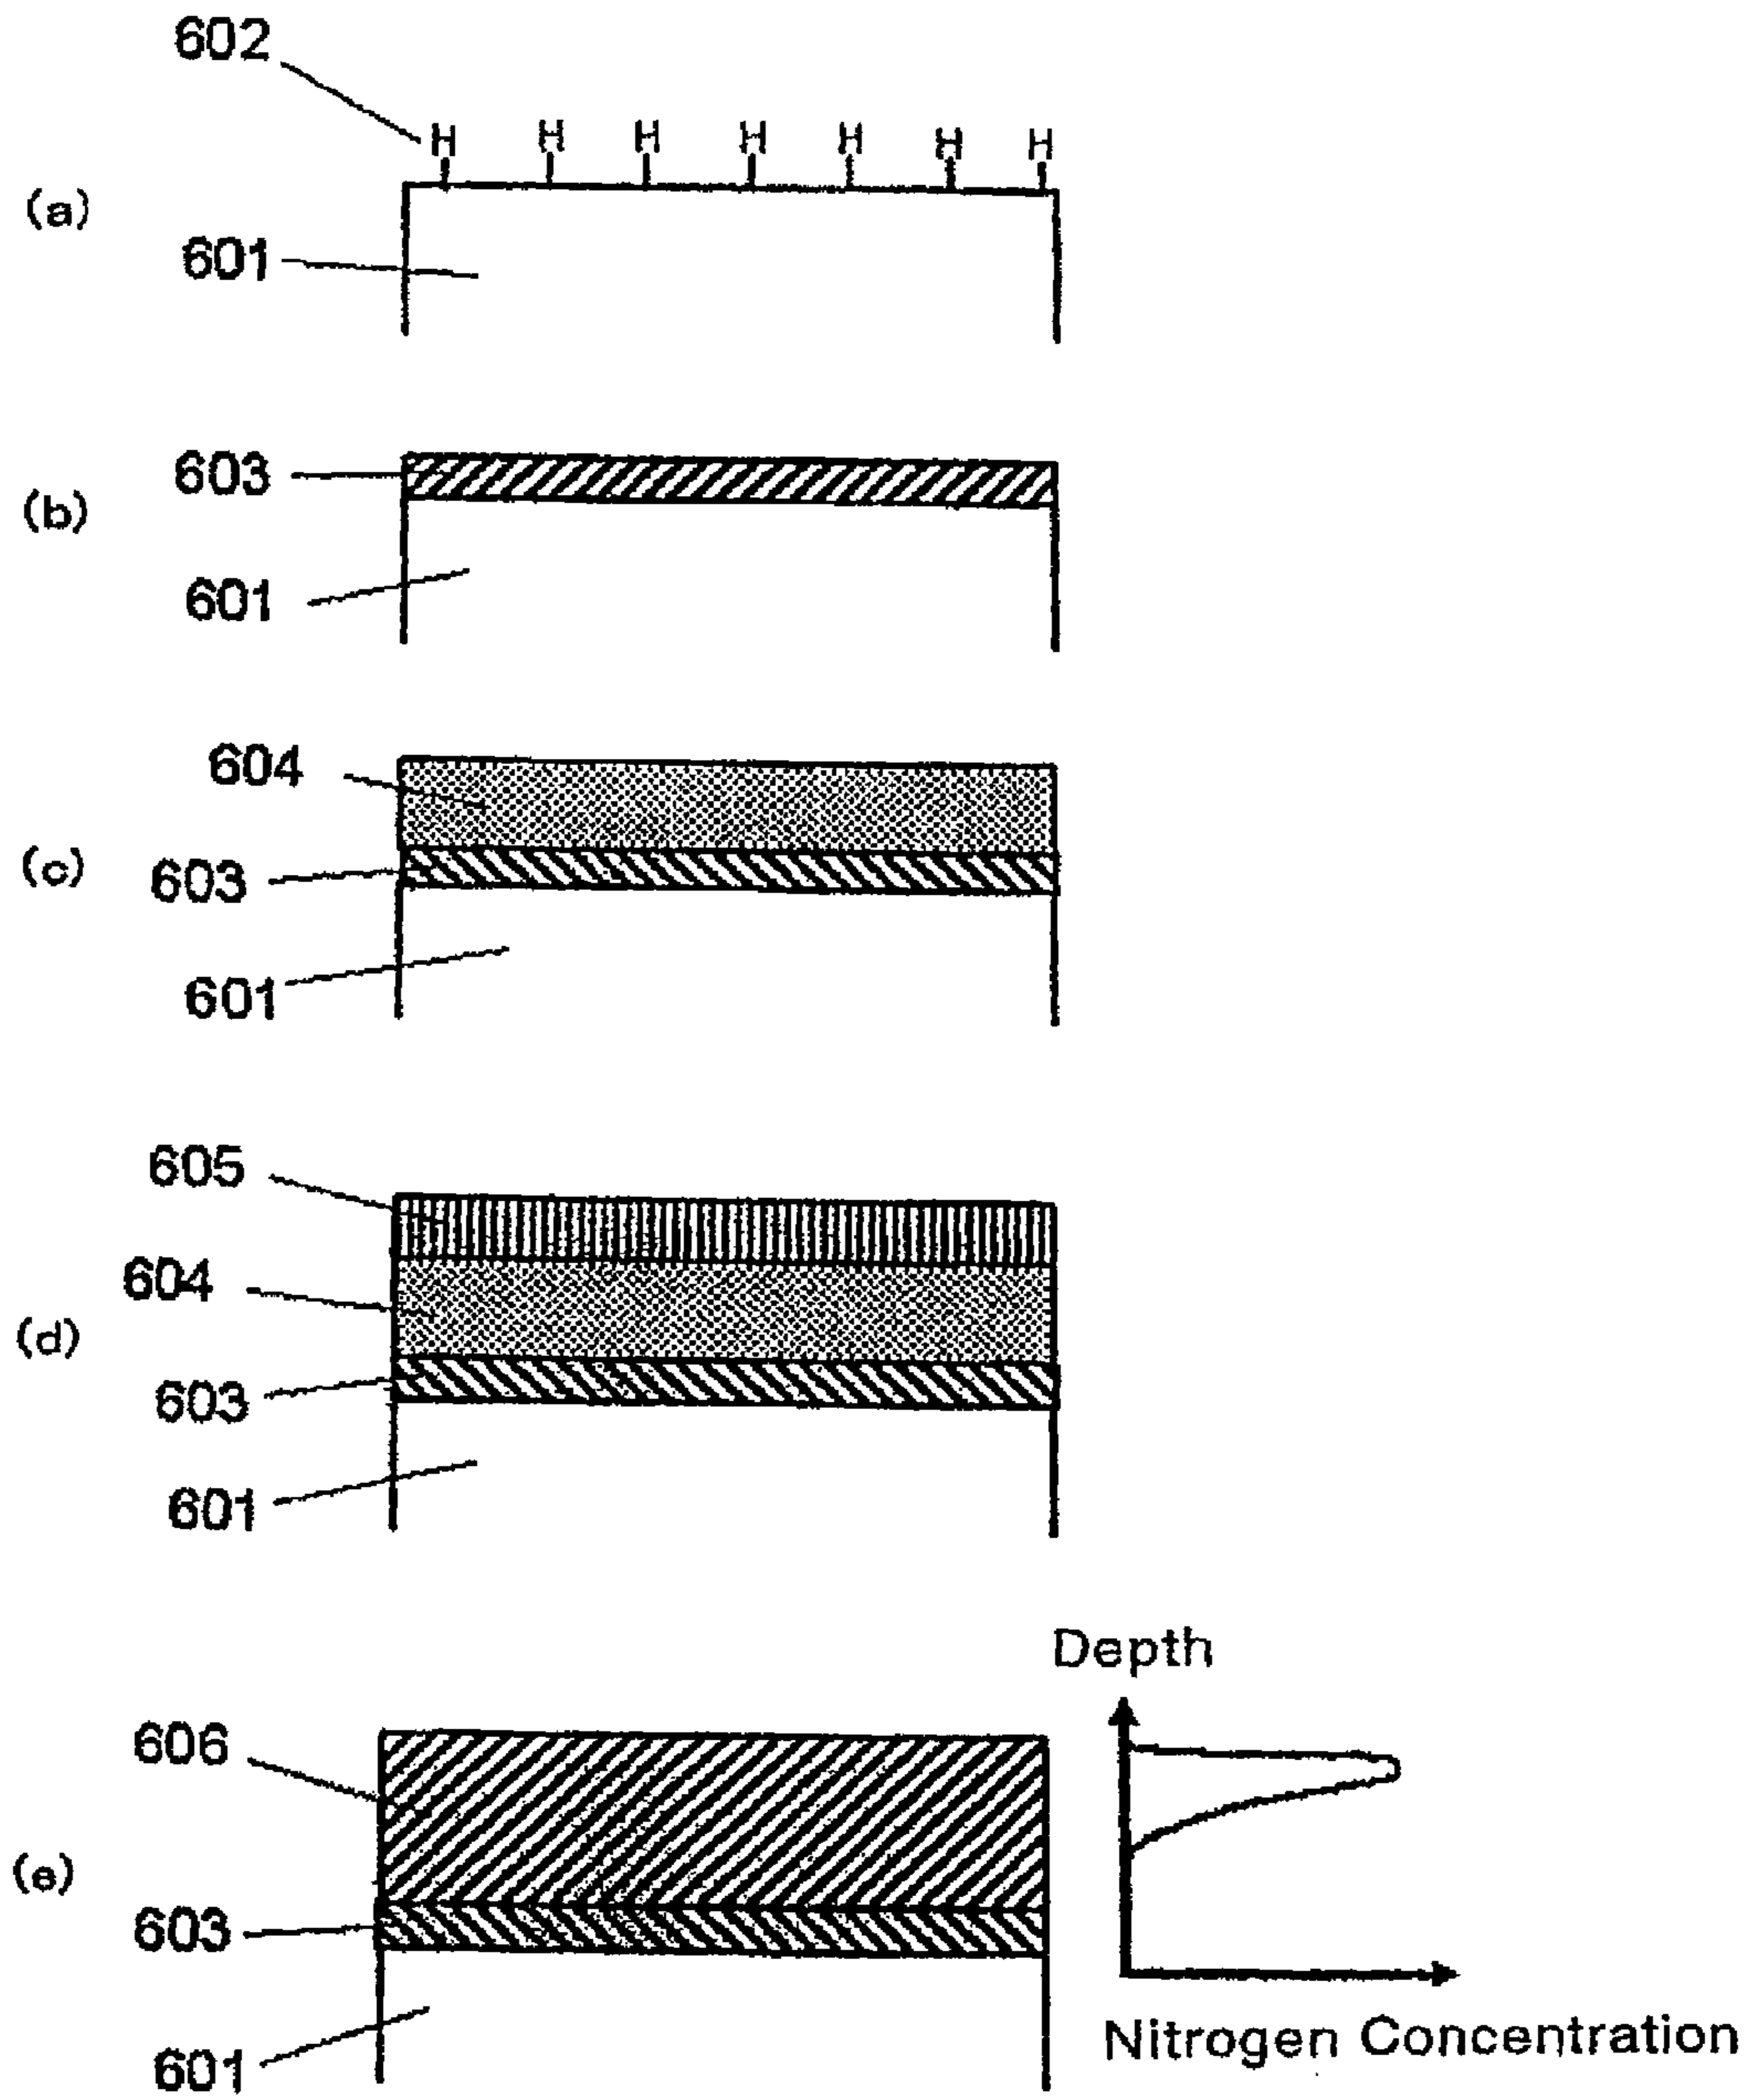 602
H H H H H H H
(a)
601
603
(b)
601
604
(c)
603
601
605
604
(d)
603
601
Depth
606
(e)
603
Nitrogen Concentration
601